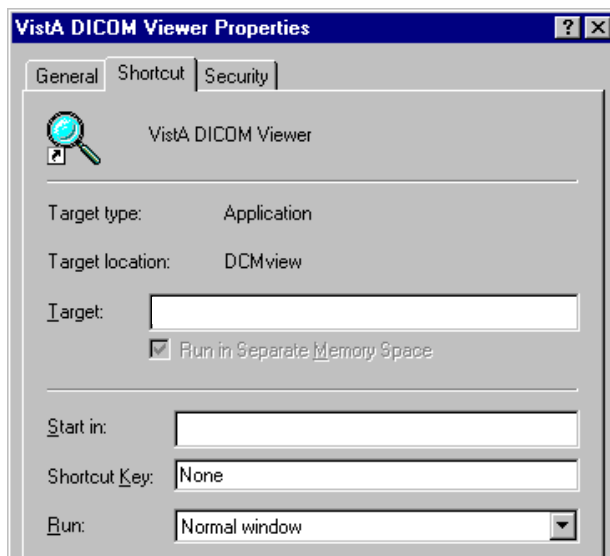 VistA DICOM Viewer Properties
General Shortcut Security
VistA DICOM Viewer
Target type: Application
Target location: DCMview
Target:
Run in Separate Memory Space
Start in:
Shortcut Key: None
Run: Normal window